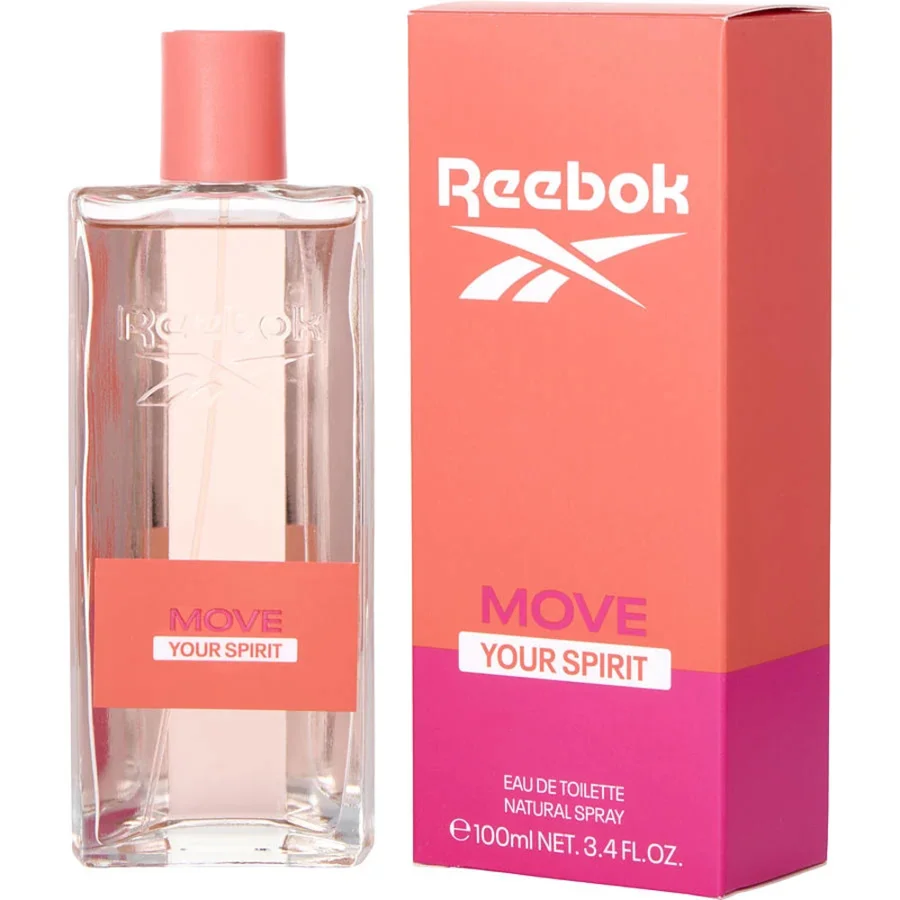 Reebok
MOVE
YOUR SPIRIT
Reebok
MOVE
YOUR SPIRIT
EAU DE TOILETTE
NATURAL SPRAY
℮100ml NET. 3.4 FL.OZ.